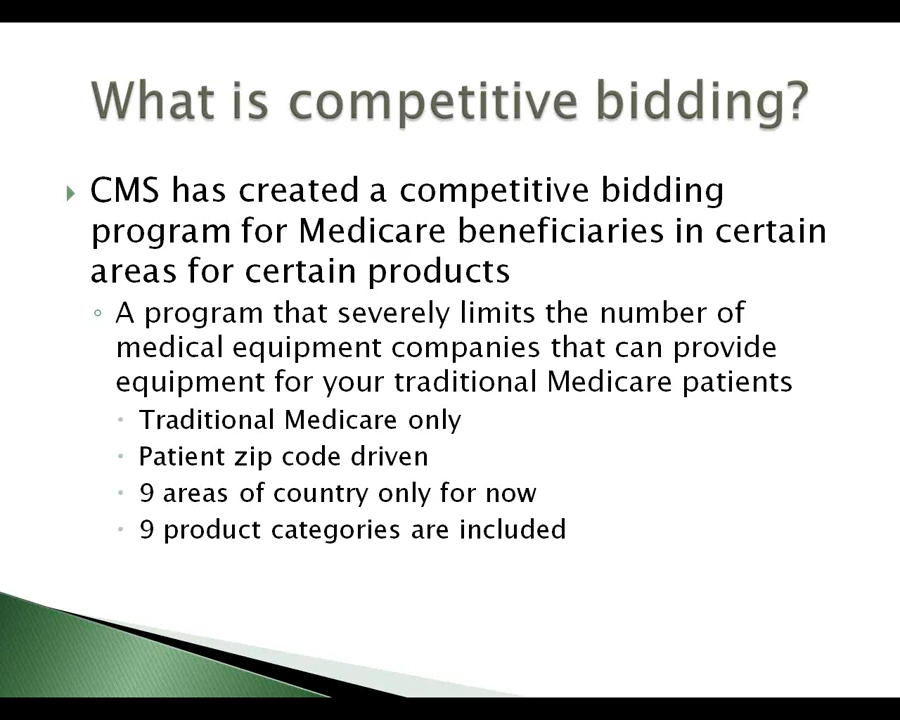 What is competitive bidding?
CMS has created a competitive bidding
program for Medicare beneficiaries in certain
areas for certain products
A program that severely limits the number of
medical equipment companies that can provide
equipment for your traditional Medicare patients
Traditional Medicare only
Patient zip code driven
9 areas of country only for now
9 product categories are included